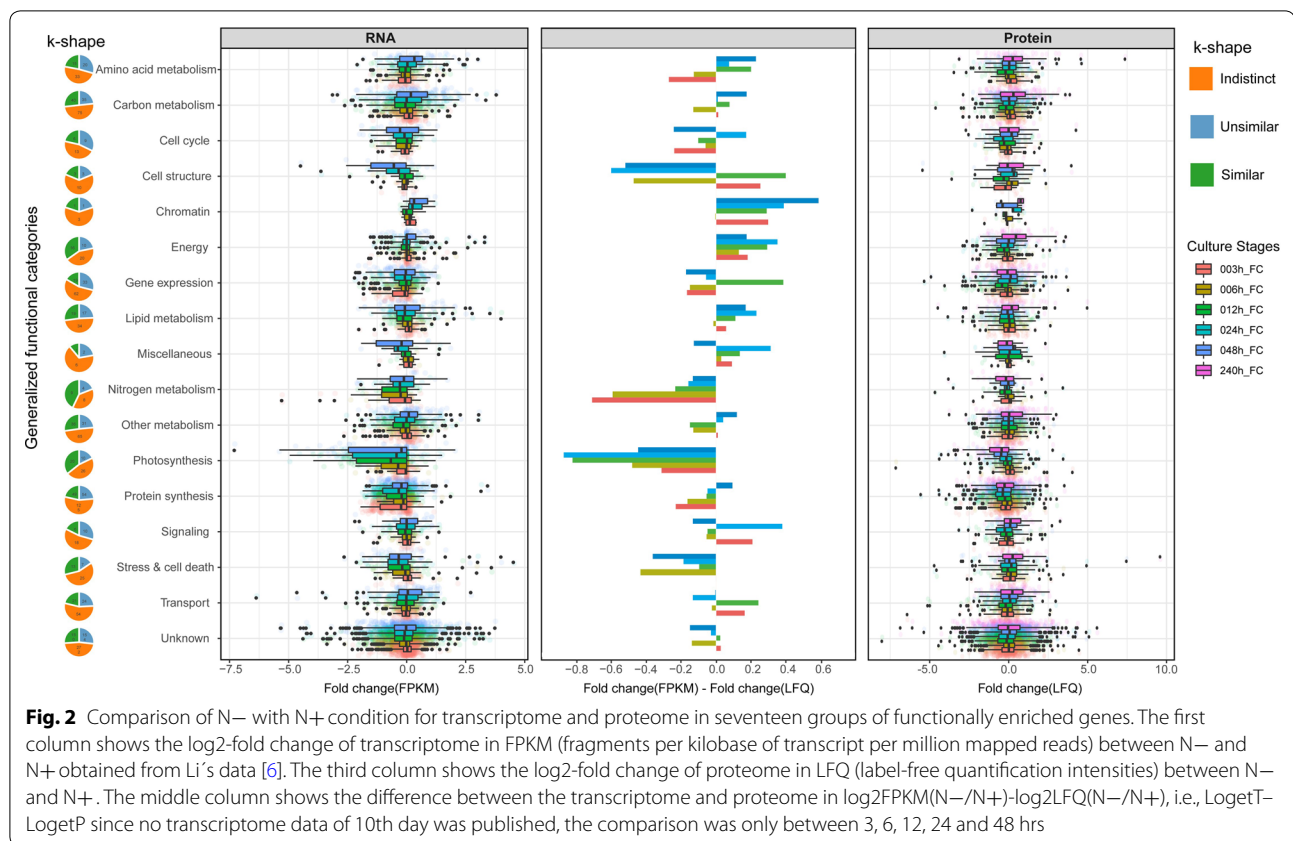 k-shape
RNA
Protein
k-shape
Indistinct
Unsimilar
Similar
Culture Stages
003h_FC
006h_FC
012h_FC
024h_FC
048h_FC
240h_FC
Generalized functional categories
Amino acid metabolism
Carbon metabolism
Cell cycle
Cell structure
Chromatin
Energy
Gene expression
Lipid metabolism
Miscellaneous
Nitrogen metabolism
Other metabolism
Photosynthesis
Protein synthesis
Signaling
Stress & cell death
Transport
Unknown
−7.5 −5.0 −2.5 0.0 2.5 5.0
−0.8 −0.6 −0.4 −0.2 0.0 0.2 0.4 0.6
−5.0 0.0 5.0 10.0
Fold change(FPKM)
Fold change(FPKM) - Fold change(LFQ)
Fold change(LFQ)
Fig. 2 Comparison of N− with N+ condition for transcriptome and proteome in seventeen groups of functionally enriched genes. The first
column shows the log2-fold change of transcriptome in FPKM (fragments per kilobase of transcript per million mapped reads) between N− and
N+ obtained from Li´s data [6]. The third column shows the log2-fold change of proteome in LFQ (label-free quantification intensities) between N−
and N+. The middle column shows the difference between the transcriptome and proteome in log2FPKM(N−/N+)-log2LFQ(N−/N+), i.e., LogetT–
LogetP since no transcriptome data of 10th day was published, the comparison was only between 3, 6, 12, 24 and 48 hrs